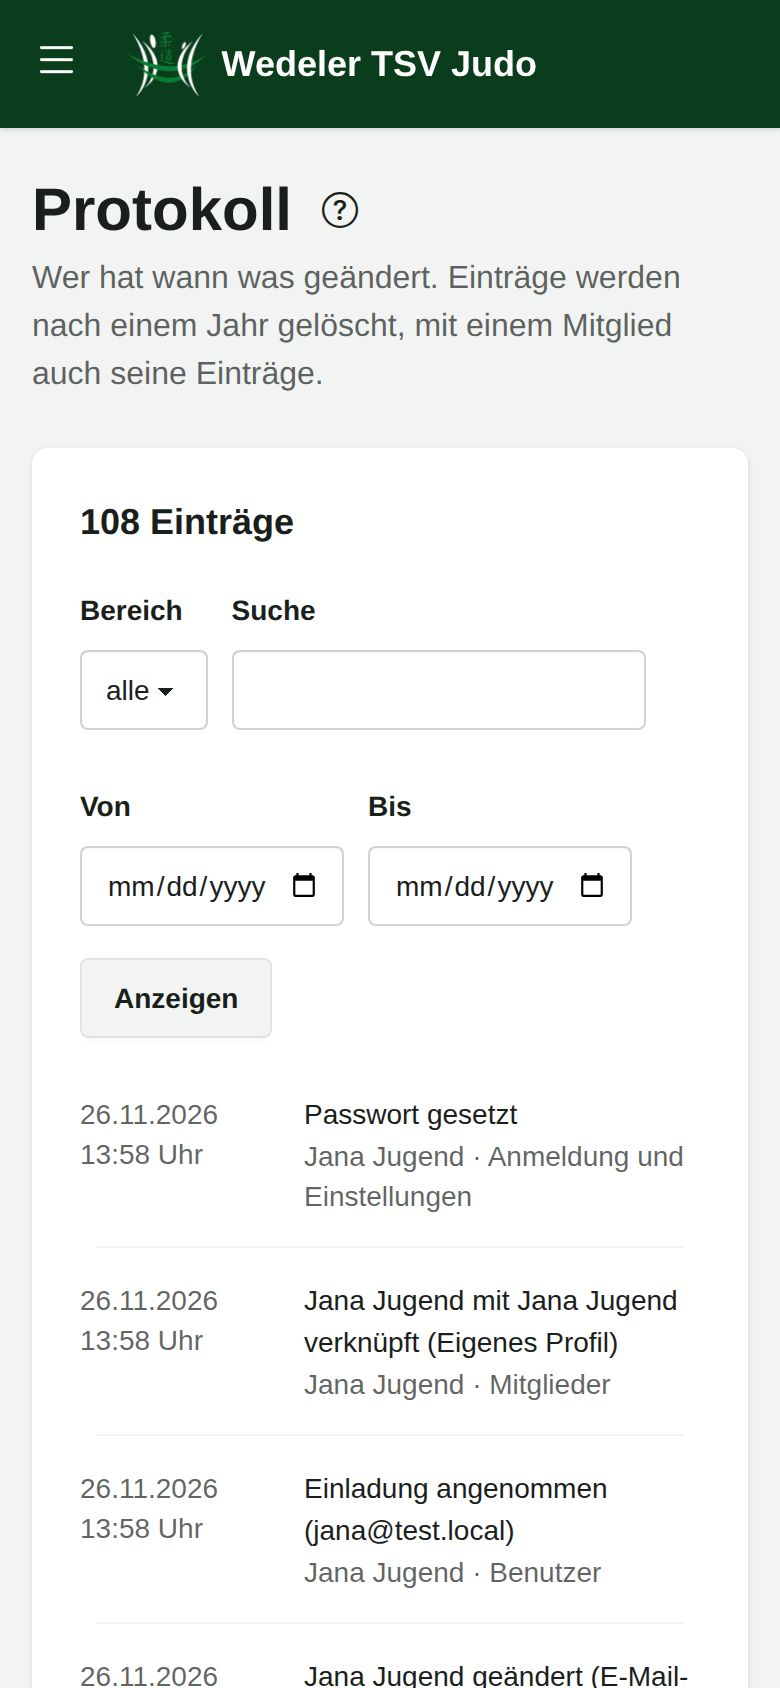 柔道
Wedeler TSV Judo
Protokoll ?
Wer hat wann was geändert. Einträge werden
nach einem Jahr gelöscht, mit einem Mitglied
auch seine Einträge.
108 Einträge
Bereich Suche
alle
Von Bis
mm/dd/yyyy mm/dd/yyyy
Anzeigen
26.11.2026
13:58 Uhr
Passwort gesetzt
Jana Jugend · Anmeldung und
Einstellungen
26.11.2026
13:58 Uhr
Jana Jugend mit Jana Jugend
verknüpft (Eigenes Profil)
Jana Jugend · Mitglieder
26.11.2026
13:58 Uhr
Einladung angenommen
(jana@test.local)
Jana Jugend · Benutzer
26.11.2026
Jana Jugend geändert (E-Mail-